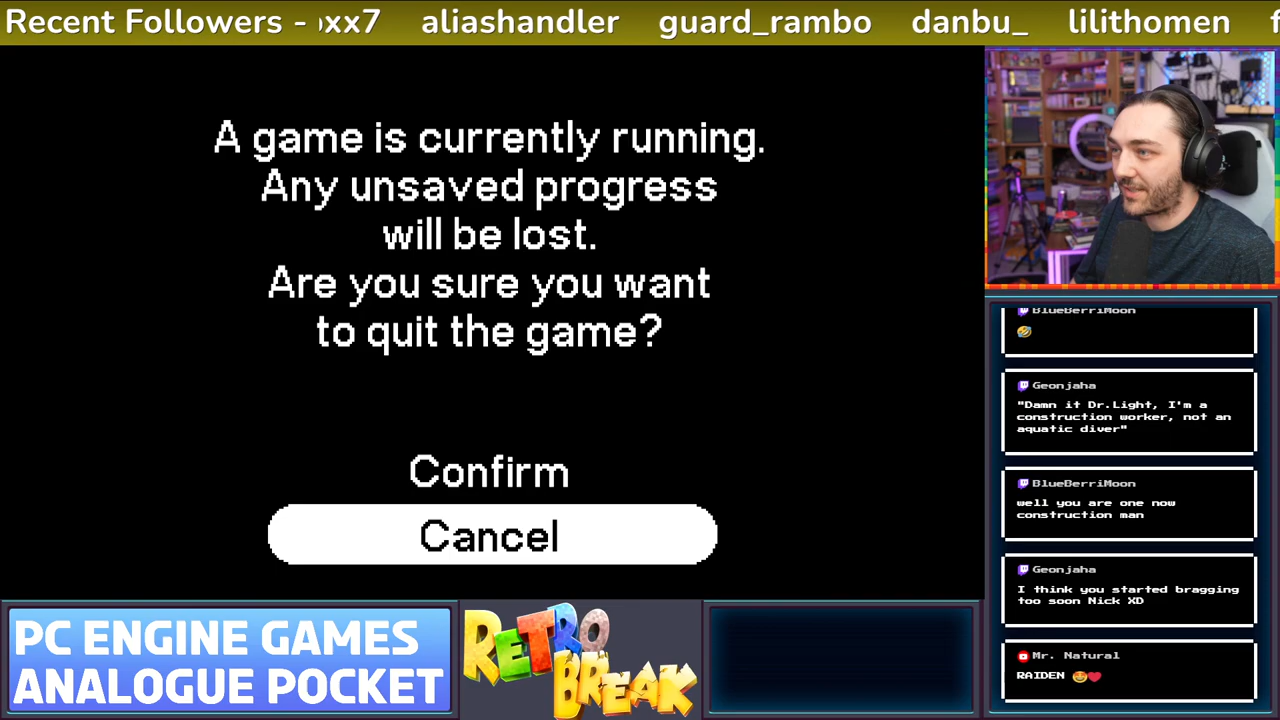 Recent Followers - xx7 aliashandler guard_rambo danbu_ lilithomen f
A game is currently running.
Any unsaved progress
will be lost.
Are you sure you want
to quit the game?
Confirm
Cancel
BlueBerriMoon
Geonjaha
"Damn it Dr.Light, I'm a
construction worker, not an
aquatic diver"
BlueBerriMoon
well you are one now
construction man
Geonjaha
I think you started bragging
too soon Nick XD
Mr. Natural
RAIDEN 🤩❤️
PC ENGINE GAMES
ANALOGUE POCKET
RETRO
BREAK